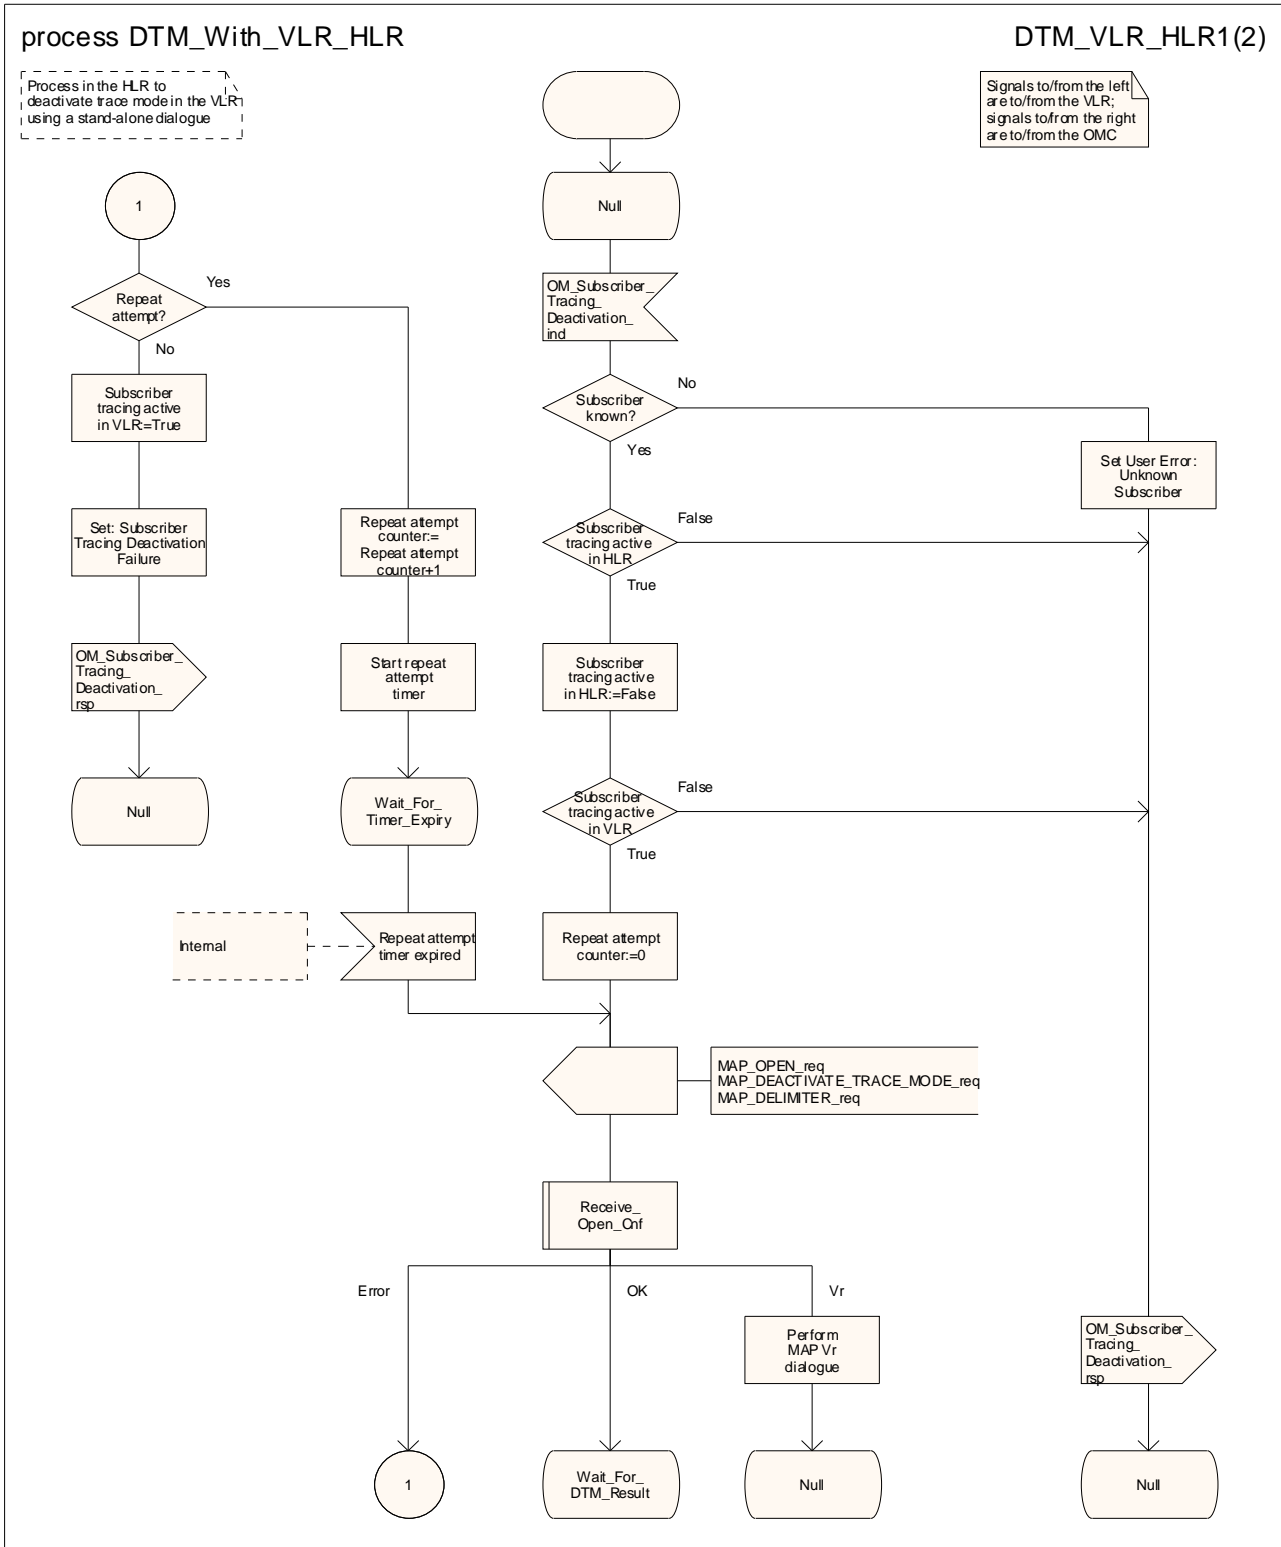 process DTM_With_VLR_HLR
DTM_VLR_HLR1(2)
Process in the HLR to
deactivate trace mode in the VLR
using a stand-alone dialogue
Signals to/from the left
are to/from the VLR;
signals to/from the right
are to/from the OMC
1
Null
Repeat
attempt?
Yes
No
OM_Subscriber_
Tracing_
Deactivation_
ind
Subscriber
tracing active
in VLR:=True
Subscriber
known?
No
Yes
Set User Error:
Unknown
Subscriber
Set: Subscriber
Tracing Deactivation
Failure
Repeat attempt
counter:=
Repeat attempt
counter+1
Subscriber
tracing active
in HLR
False
True
OM_Subscriber_
Tracing_
Deactivation_
rsp
Start repeat
attempt
timer
Subscriber
tracing active
in HLR:=False
Null
Wait_For_
Timer_Expiry
Subscriber
tracing active
in VLR
False
True
Internal
Repeat attempt
timer expired
Repeat attempt
counter:=0
MAP_OPEN_req
MAP_DEACTIVATE_TRACE_MODE_req
MAP_DELIMITER_req
Receive_
Open_Cnf
Error
OK
Vr
Perform
MAP Vr
dialogue
OM_Subscriber_
Tracing_
Deactivation_
rsp
1
Wait_For_
DTM_Result
Null
Null